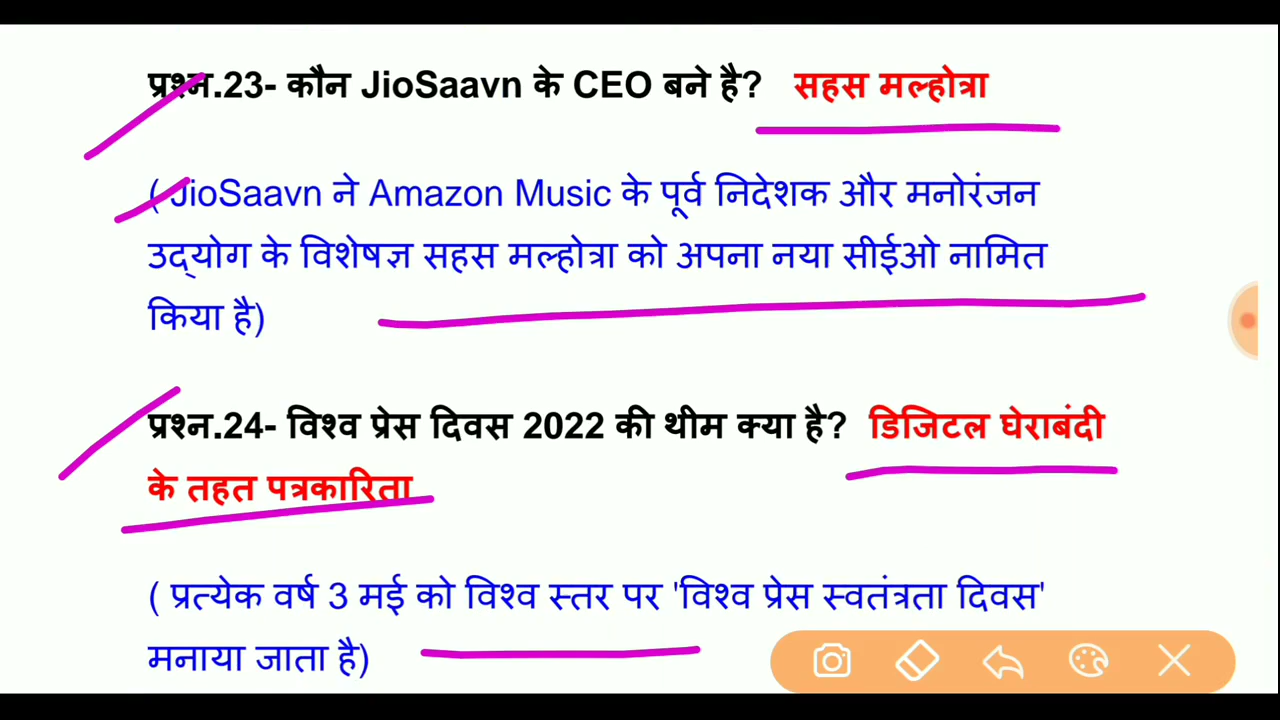 प्रश्न.23- कौन JioSaavn के CEO बने है? सहस मल्होत्रा
( JioSaavn ने Amazon Music के पूर्व निदेशक और मनोरंजन
उद्योग के विशेषज्ञ सहस मल्होत्रा को अपना नया सीईओ नामित
किया है)
प्रश्न.24- विश्व प्रेस दिवस 2022 की थीम क्या है? डिजिटल घेराबंदी
के तहत पत्रकारिता
( प्रत्येक वर्ष 3 मई को विश्व स्तर पर 'विश्व प्रेस स्वतंत्रता दिवस'
मनाया जाता है)